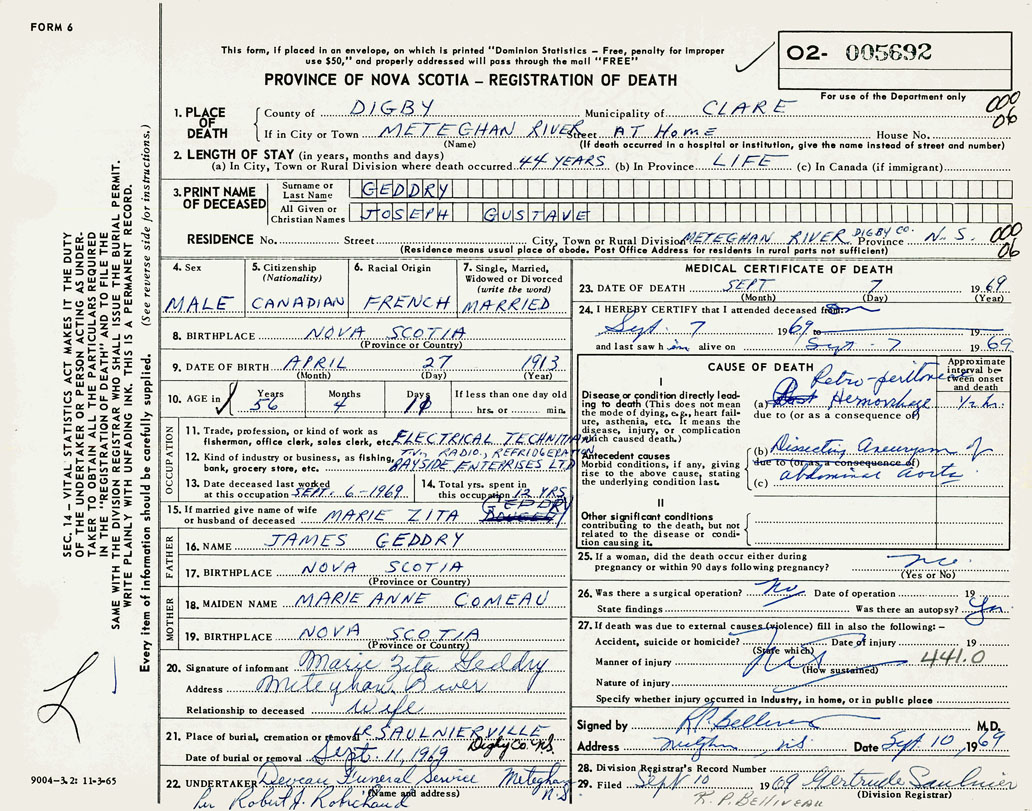 FORM 6
This form, if placed in an envelope, on which is printed "Dominion Statistics – Free, penalty for improper
use $50," and properly addressed will pass through the mail "FREE"
O2- 005692
For use of the Department only
PROVINCE OF NOVA SCOTIA – REGISTRATION OF DEATH
1. PLACE OF DEATH
County of DIGBY Municipality of CLARE
000 06
If in City or Town METEGHAN RIVER Street AT HOME House No.
(Name) (If death occurred in a hospital or institution, give the name instead of street and number)
2. LENGTH OF STAY (in years, months and days)
(a) In City, Town or Rural Division where death occurred 44 YEARS (b) In Province LIFE (c) In Canada (if immigrant)
3. PRINT NAME OF DECEASED
Surname or Last Name GEDDRY
All Given or Christian Names JOSEPH GUSTAVE
RESIDENCE No. Street City, Town or Rural Division METEGHAN RIVER DIGBY CO. Province N.S. 000 06
(Residence means usual place of abode. Post Office Address for residents in rural parts not sufficient)
4. Sex MALE
5. Citizenship (Nationality) CANADIAN
6. Racial Origin FRENCH
7. Single, Married, Widowed or Divorced (write the word) MARRIED
8. BIRTHPLACE NOVA SCOTIA
(Province or Country)
9. DATE OF BIRTH APRIL 27 1913
(Month) (Day) (Year)
10. AGE in Years 56 Months 4 Days If less than one day old hrs. or min.
OCCUPATION
11. Trade, profession, or kind of work as
fisherman, office clerk, sales clerk, etc. ELECTRICAL TECHNITIAN
12. Kind of industry or business, as fishing, T.V., RADIO, REFRIGERATION
bank, grocery store, etc. BAYSIDE ENTERPRISES LTD
13. Date deceased last worked
at this occupation SEPT. 6-1969
14. Total yrs. spent in
this occupation 12 YRS
15. If married give name of wife
or husband of deceased MARIE ZITA GEDDRY
FATHER
16. NAME JAMES GEDDRY
17. BIRTHPLACE NOVA SCOTIA
(Province or Country)
MOTHER
18. MAIDEN NAME MARIE ANNE COMEAU
19. BIRTHPLACE NOVA SCOTIA
(Province or Country)
20. Signature of informant Marie Zita Geddry
Address Meteghan River
Relationship to deceased wife
21. Place of burial, cremation or removal SAULNIERVILLE
Date of burial or removal Sept. 11, 1969 Digby Co. N.S.
22. UNDERTAKER Deveau Funeral Service Meteghan N.S.
(Name and address)
Per Robert J. Robichaud
MEDICAL CERTIFICATE OF DEATH
23. DATE OF DEATH SEPT 7 1969
(Month) (Day) (Year)
24. I HEREBY CERTIFY that I attended deceased from
Sept. 7 1969 to 19
and last saw him alive on Sept. 7 1969
CAUSE OF DEATH
Approximate interval between onset and death
I
Disease or condition directly leading to death (This does not mean the mode of dying, e.g., heart failure, asthenia, etc. It means the disease, injury, or complication which caused death.)
Retro-peritoneal
(a) Hemorrhage 1/2 hr.
due to (or as a consequence of)
Antecedent causes
Morbid conditions, if any, giving rise to the above cause, stating the underlying condition last.
(b) Dissecting Aneurysm of
due to (or as a consequence of)
(c) abdominal aorta
II
Other significant conditions
contributing to the death, but not related to the disease or condition causing it.
25. If a woman, did the death occur either during
pregnancy or within 90 days following pregnancy?
(Yes or No)
26. Was there a surgical operation? No Date of operation 19
State findings Was there an autopsy? Yes
27. If death was due to external causes (violence) fill in also the following:–
Accident, suicide or homicide? Date of injury 19
(State which)
Manner of injury 441.0
(How sustained)
Nature of injury
Specify whether injury occurred in industry, in home, or in public place
Signed by R.P. Belliveau M.D.
Address Meteghan NS Date Sept. 10, 1969
28. Division Registrar's Record Number
29. Filed Sept 10 1969 Gertrude Saulnier
(Division Registrar)
R. P. BELLIVEAU
SEC. 14 – VITAL STATISTICS ACT MAKES IT THE DUTY
OF THE UNDERTAKER OR PERSON ACTING AS UNDER-
TAKER TO OBTAIN ALL THE PARTICULARS REQUIRED
IN THE "REGISTRATION OF DEATH" AND TO FILE THE
SAME WITH THE DIVISION REGISTRAR WHO SHALL ISSUE THE BURIAL PERMIT.
WRITE PLAINLY WITH UNFADING INK. THIS IS A PERMANENT RECORD.
Every item of information should be carefully supplied. (See reverse side for instructions.)
9004-3.2: 11-3-65